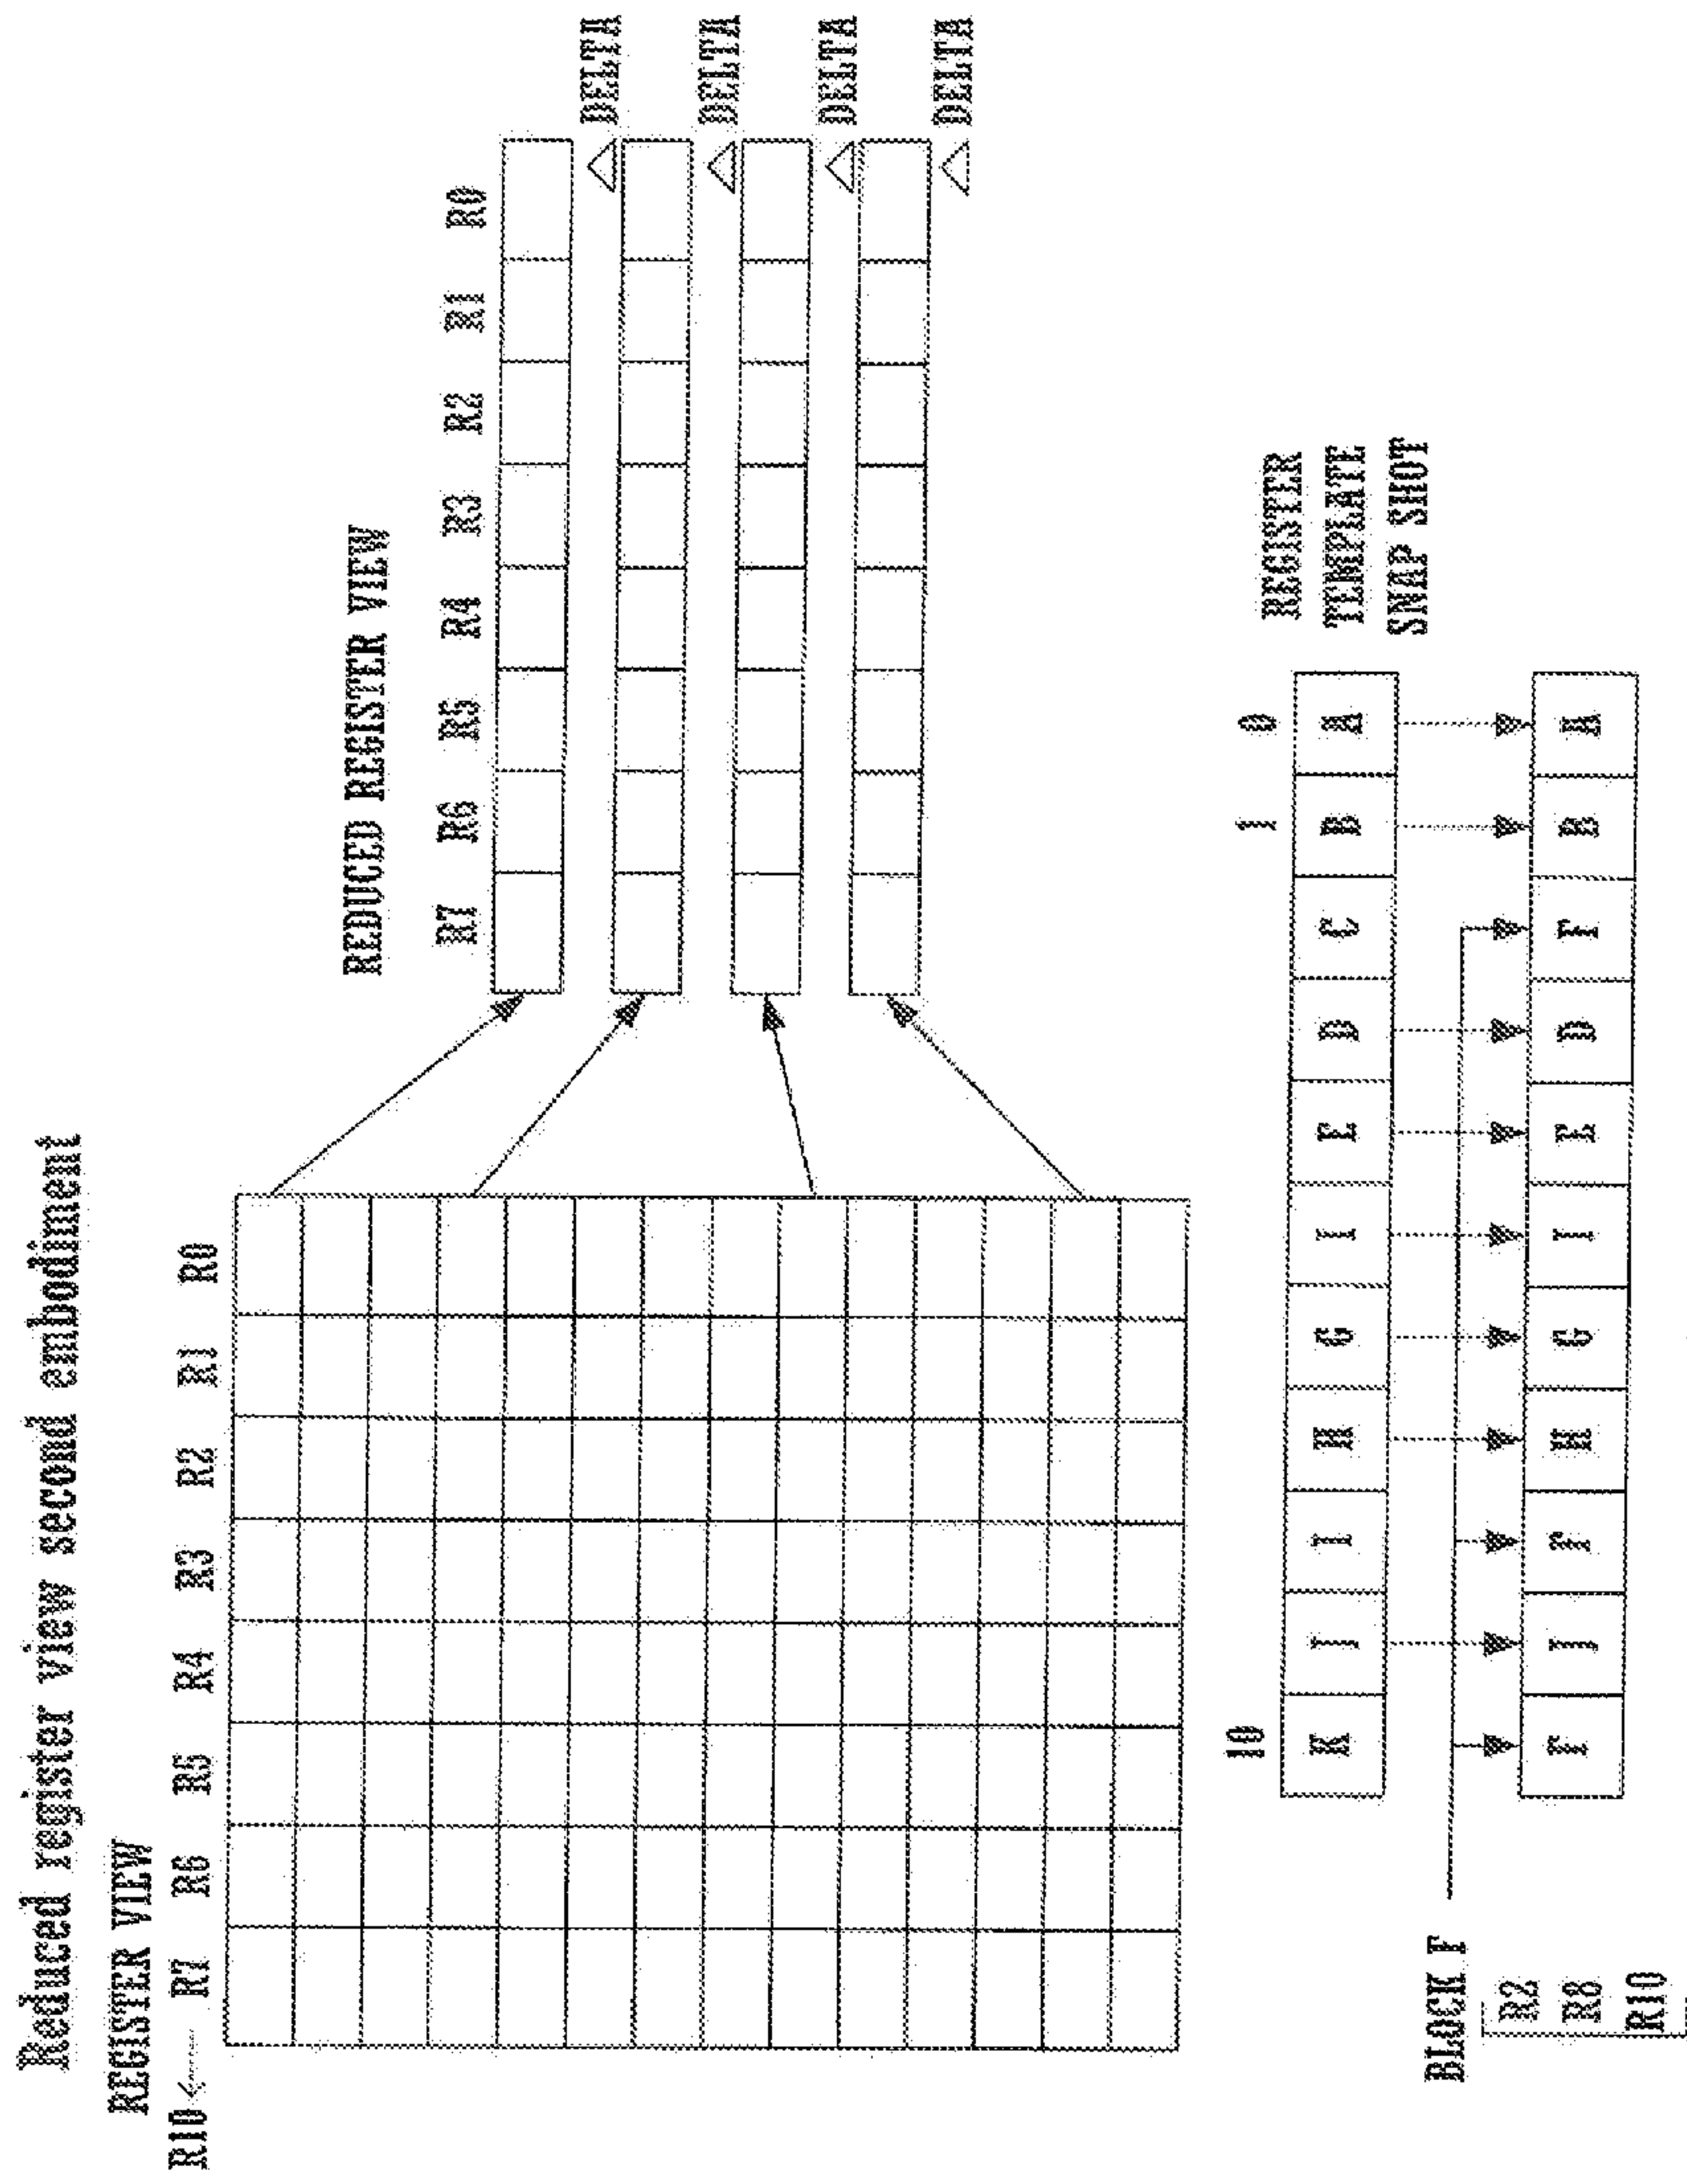 Reduced register view second embodiment
REGISTER VIEW
R10 R7 R6 R5 R4 R3 R2 R1 R0
REDUCED REGISTER VIEW
R7 R6 R5 R4 R3 R2 R1 R0
DELTA
DELTA
DELTA
DELTA
10 1 0
K J I H G I E D C B A
REGISTER
TEMPLATE
SNAP SHOT
BLOCK F
R2
R8
R10
F J F H G I E D F B A